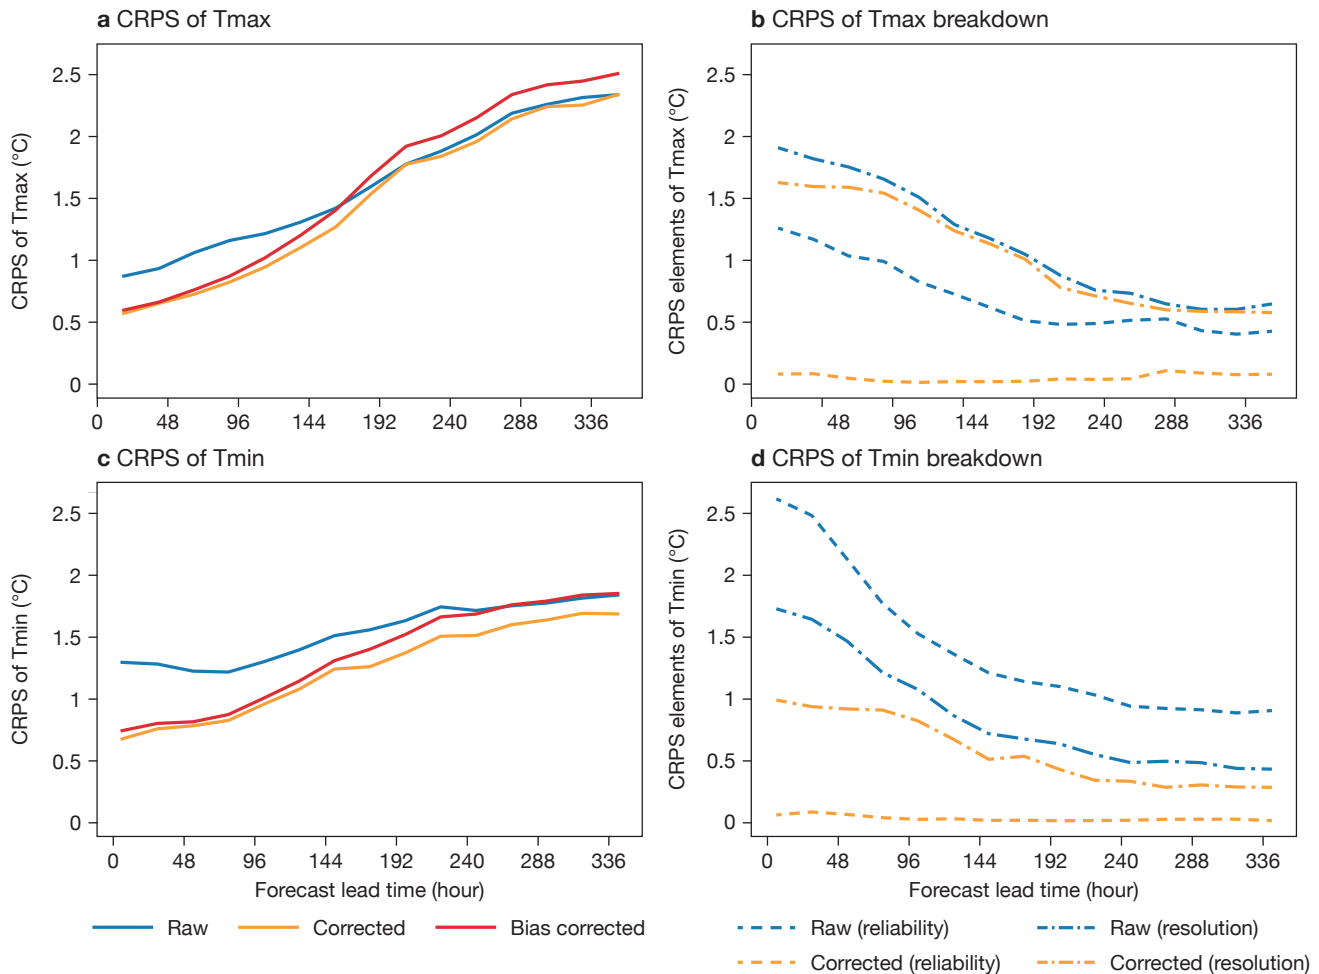 a CRPS of Tmax
CRPS of Tmax (°C)
2.5
2
1.5
1
0.5
0
0 48 96 144 192 240 288 336
b CRPS of Tmax breakdown
CRPS elements of Tmax (°C)
2.5
2
1.5
1
0.5
0
0 48 96 144 192 240 288 336
c CRPS of Tmin
CRPS of Tmin (°C)
2.5
2
1.5
1
0.5
0
0 48 96 144 192 240 288 336
Forecast lead time (hour)
Raw Corrected Bias corrected
d CRPS of Tmin breakdown
CRPS elements of Tmin (°C)
2.5
2
1.5
1
0.5
0
0 48 96 144 192 240 288 336
Forecast lead time (hour)
Raw (reliability) Raw (resolution)
Corrected (reliability) Corrected (resolution)